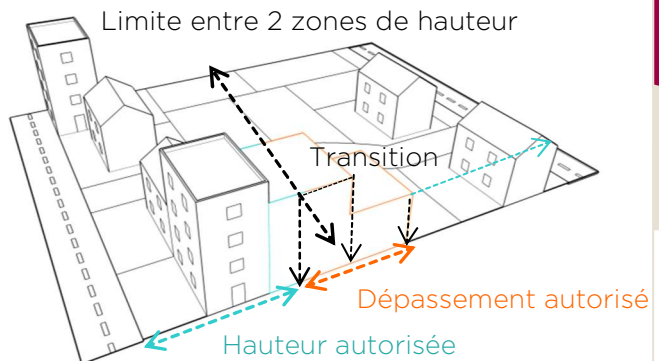 Limite entre 2 zones de hauteur
Transition
Dépassement autorisé
Hauteur autorisée